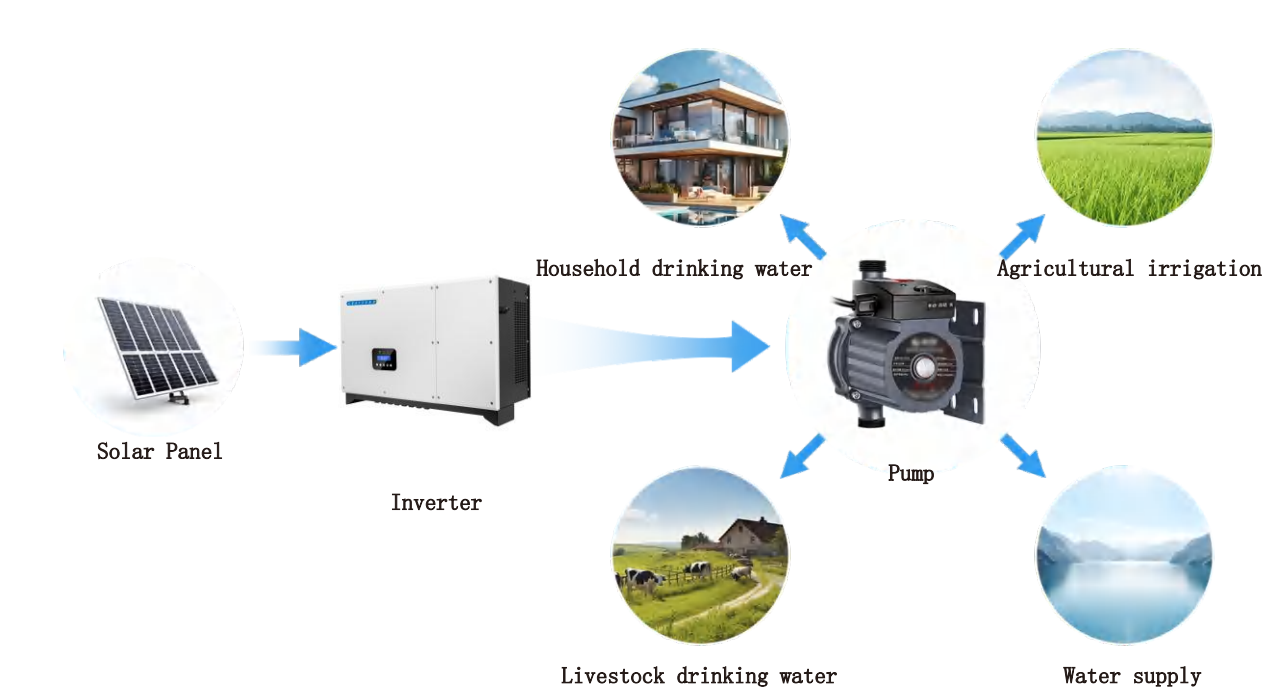 Household drinking water
Agricultural irrigation
Solar Panel
Inverter
Pump
Livestock drinking water
Water supply